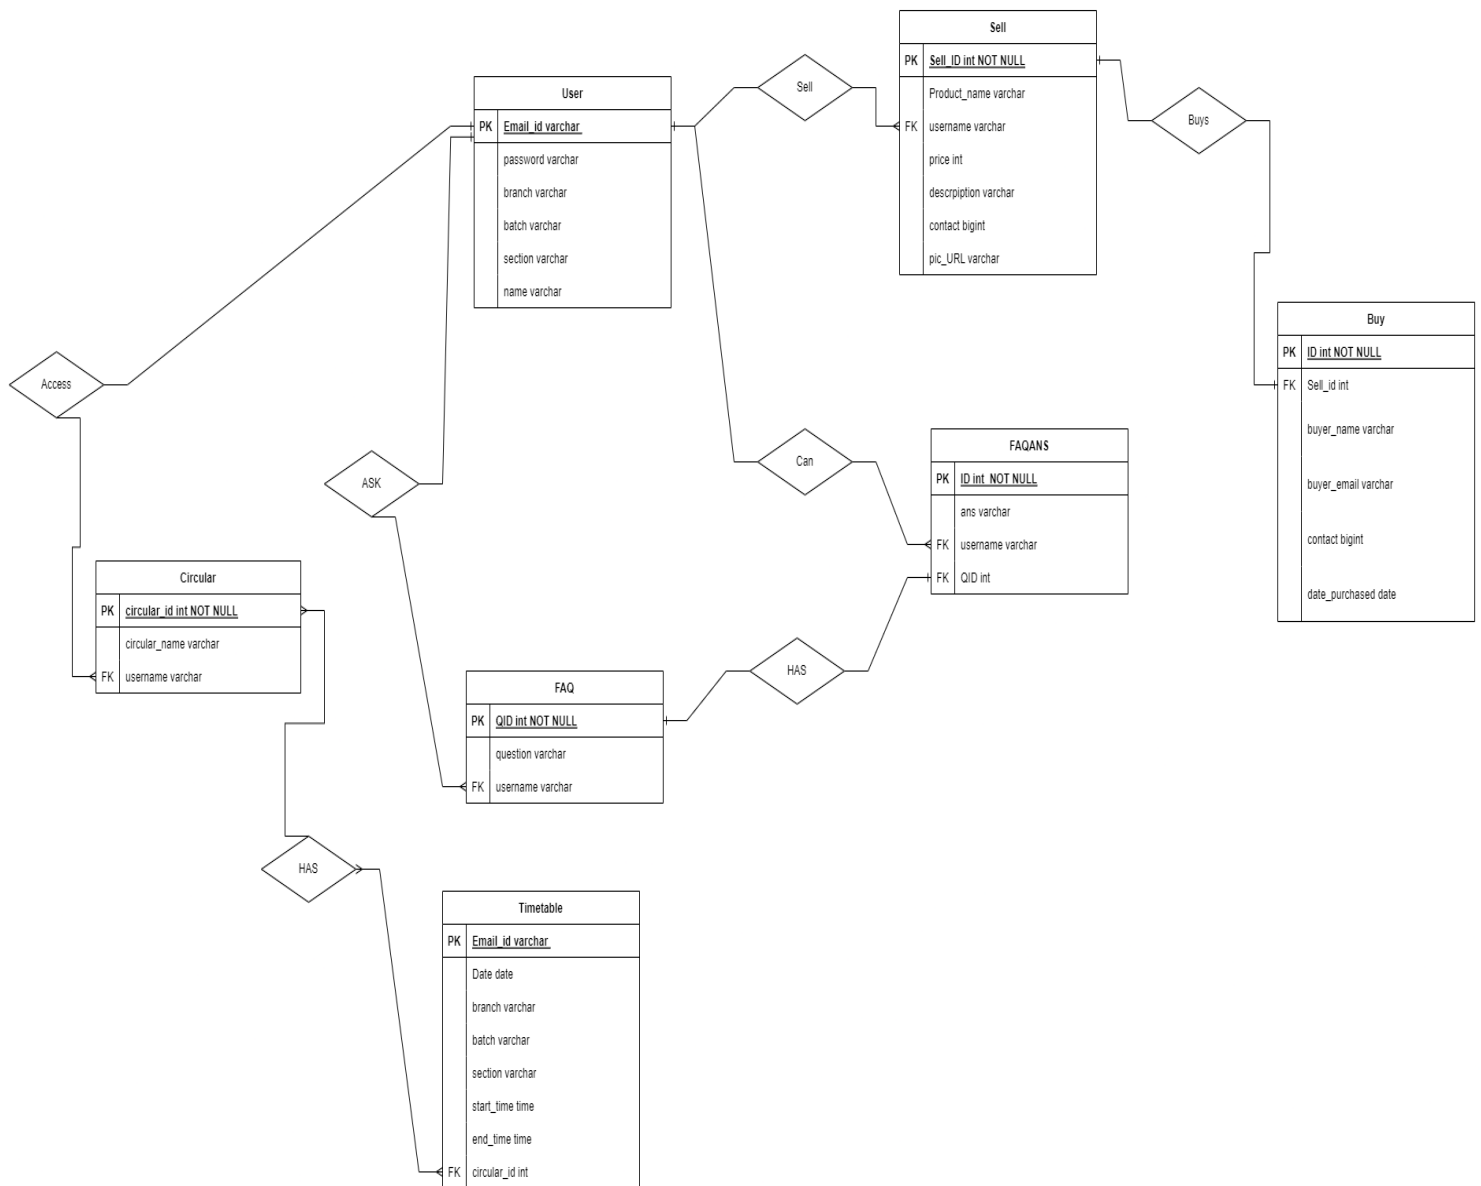 Sell
PK Sell_ID int NOT NULL
Product_name varchar
FK username varchar
price int
descrpiption varchar
contact bigint
pic_URL varchar
Sell
User
PK Email_id varchar
password varchar
branch varchar
batch varchar
section varchar
name varchar
Buys
Buy
PK ID int NOT NULL
FK Sell_id int
buyer_name varchar
buyer_email varchar
contact bigint
date_purchased date
Access
ASK
Can
FAQANS
PK ID int NOT NULL
ans varchar
FK username varchar
FK QID int
Circular
PK circular_id int NOT NULL
circular_name varchar
FK username varchar
HAS
FAQ
PK QID int NOT NULL
question varchar
FK username varchar
HAS
Timetable
PK Email_id varchar
Date date
branch varchar
batch varchar
section varchar
start_time time
end_time time
FK circular_id int